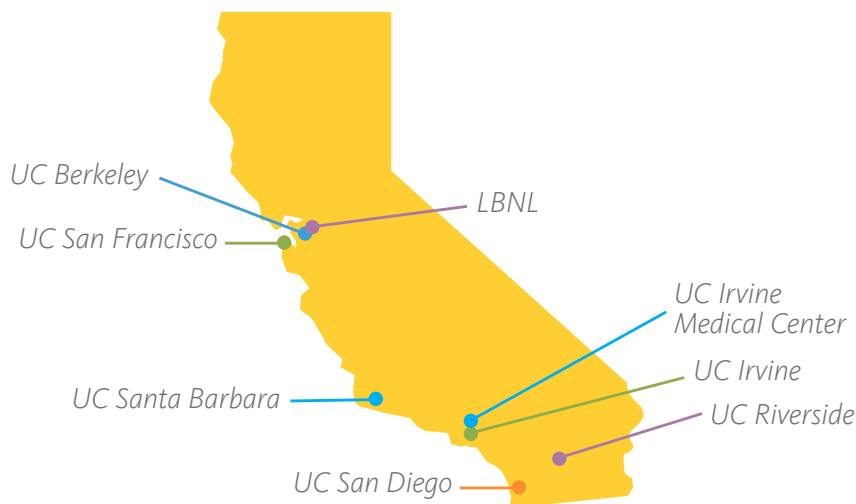 UC Berkeley
LBNL
UC San Francisco
UC Irvine
Medical Center
UC Irvine
UC Santa Barbara
UC Riverside
UC San Diego